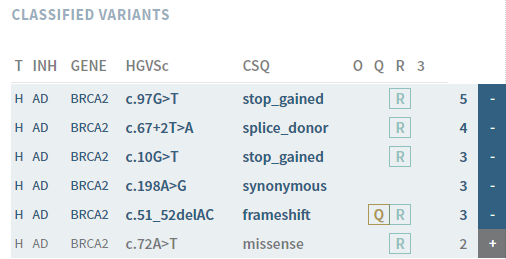 CLASSIFIED VARIANTS
T INH GENE HGVSc CSQ O Q R 3
H AD BRCA2 c.97G>T stop_gained R 5 -
H AD BRCA2 c.67+2T>A splice_donor R 4 -
H AD BRCA2 c.10G>T stop_gained R 3 -
H AD BRCA2 c.198A>G synonymous 3 -
H AD BRCA2 c.51_52delAC frameshift Q R 3 -
H AD BRCA2 c.72A>T missense R 2 +